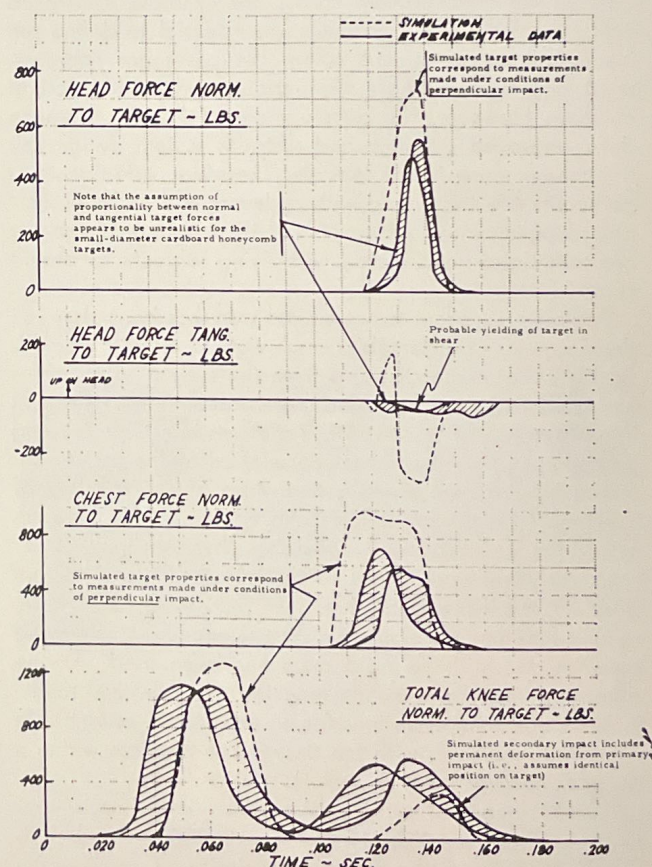 SIMULATION
EXPERIMENTAL DATA
Simulated target properties
correspond to measurements
made under conditions of
perpendicular impact.
HEAD FORCE NORM.
TO TARGET ~ LBS.
800
600
400
200
0
Note that the assumption of
proportionality between normal
and tangential target forces
appears to be unrealistic for the
small-diameter cardboard honeycomb
targets.
HEAD FORCE TANG.
TO TARGET ~ LBS.
Probable yielding of target in
shear
UP ON HEAD
200
0
-200
CHEST FORCE NORM.
TO TARGET ~ LBS.
800
400
0
Simulated target properties correspond
to measurements made under conditions
of perpendicular impact.
TOTAL KNEE FORCE
NORM. TO TARGET ~ LBS.
Simulated secondary impact includes
permanent deformation from primary
impact (i.e., assumes identical
position on target)
1200
800
400
0
0 .020 .040 .060 .080 .100 .120 .140 .160 .180 .200
TIME ~ SEC.